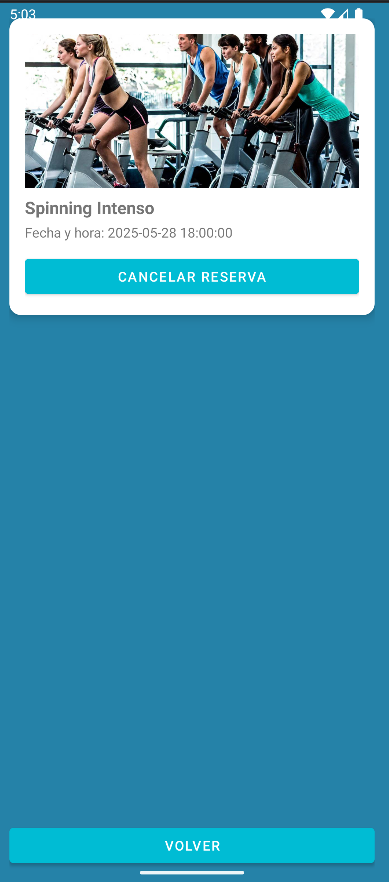 5:03
Spinning Intenso
Fecha y hora: 2025-05-28 18:00:00
CANCELAR RESERVA
VOLVER